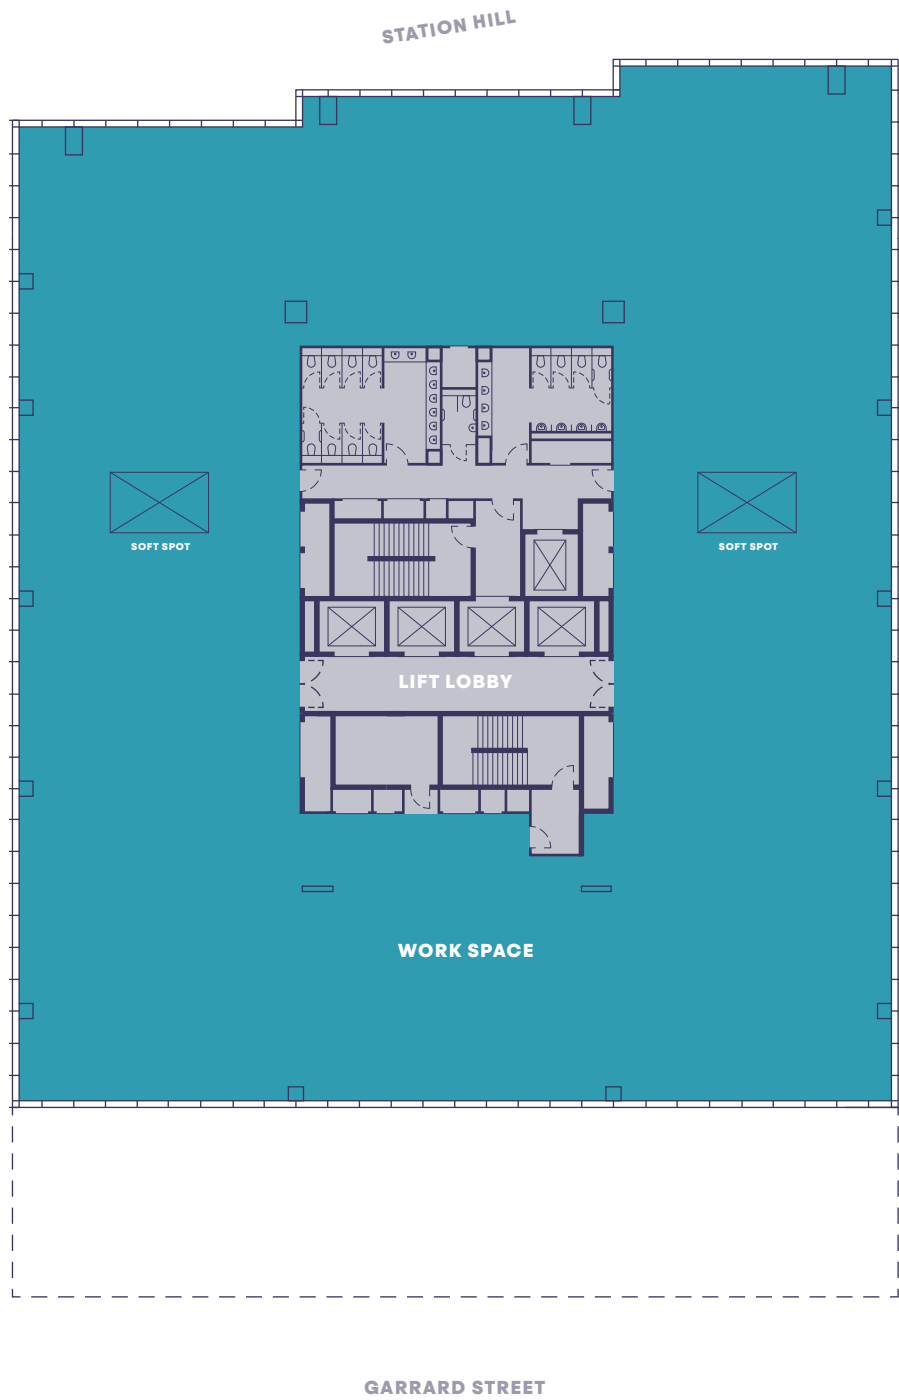 STATION HILL
SOFT SPOT
SOFT SPOT
LIFT LOBBY
WORK SPACE
GARRARD STREET